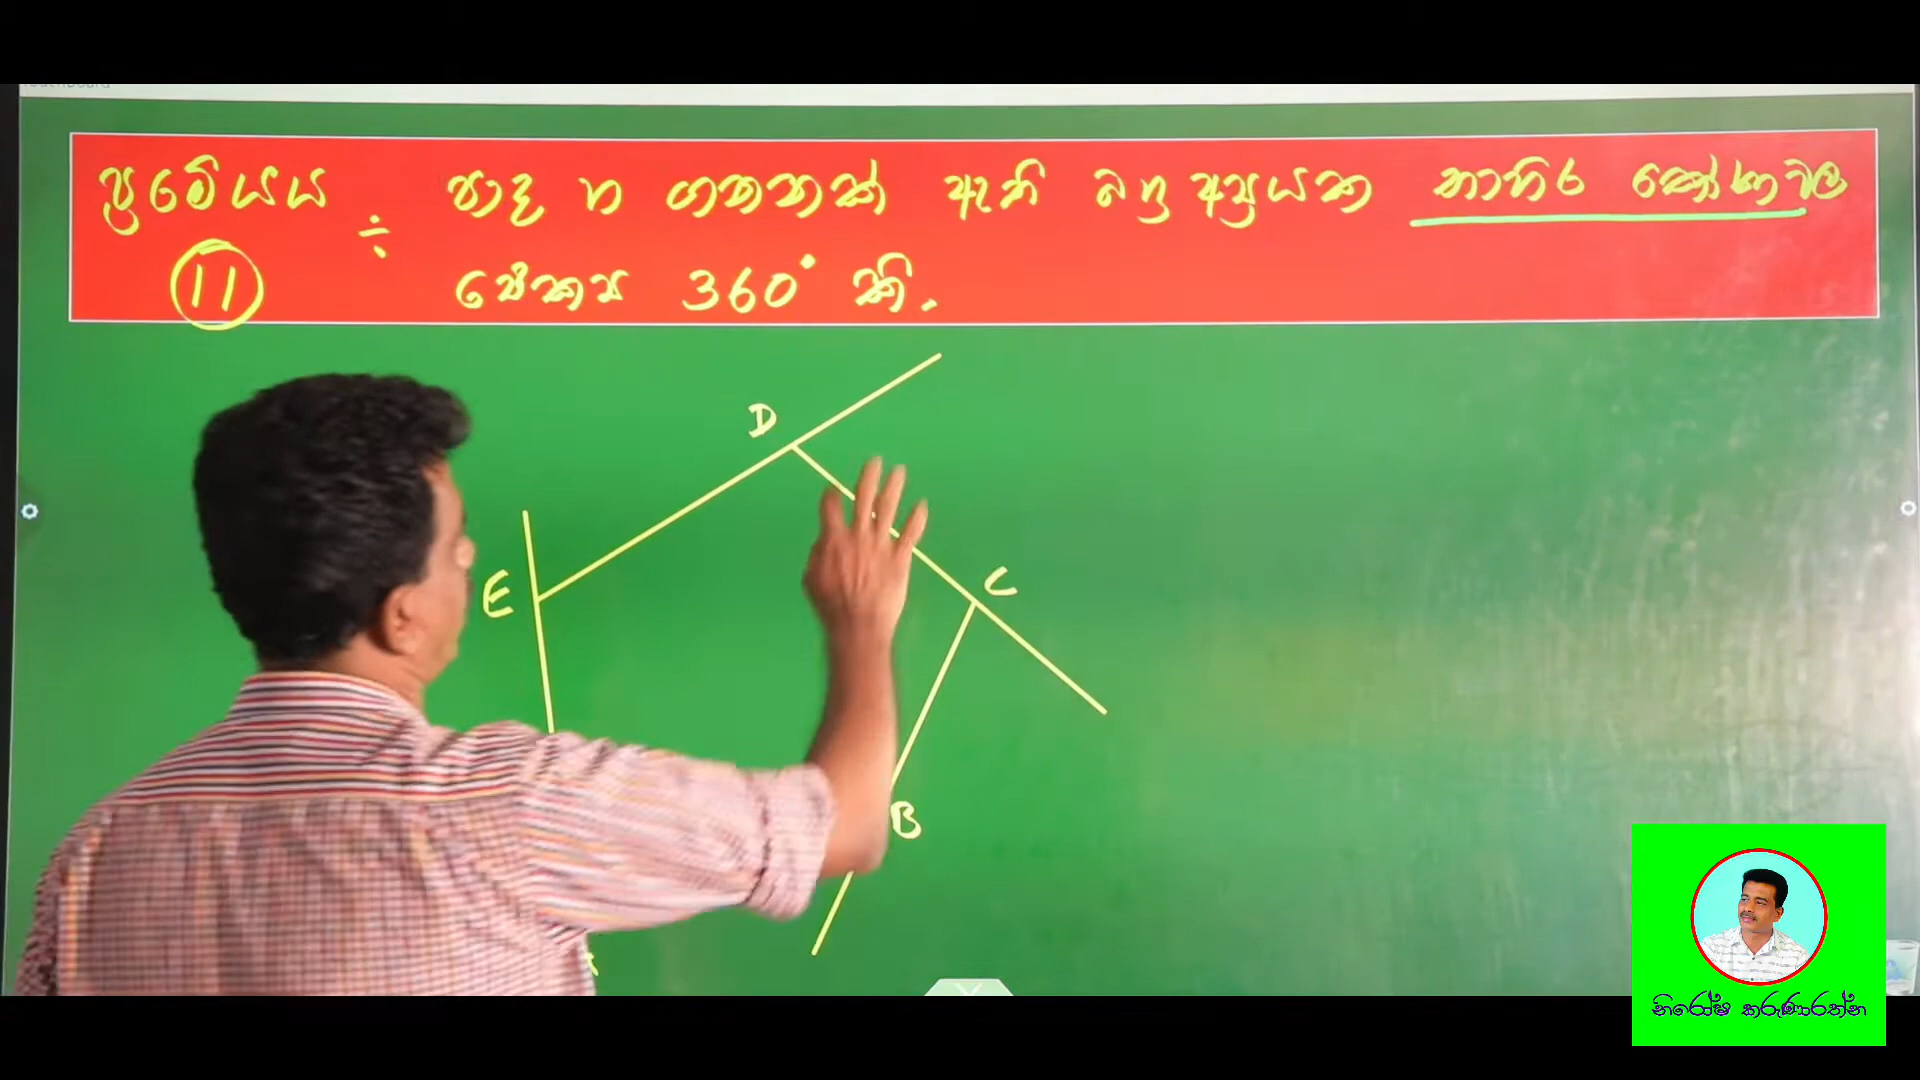 ප්‍රමේයය ÷ පාද n ගණනක් ඇති බහු අස්‍රයක බාහිර කෝණවල
11 ඓක්‍යය 360° කි.
D
E
C
B
නිරෝෂ කරුණාරත්න